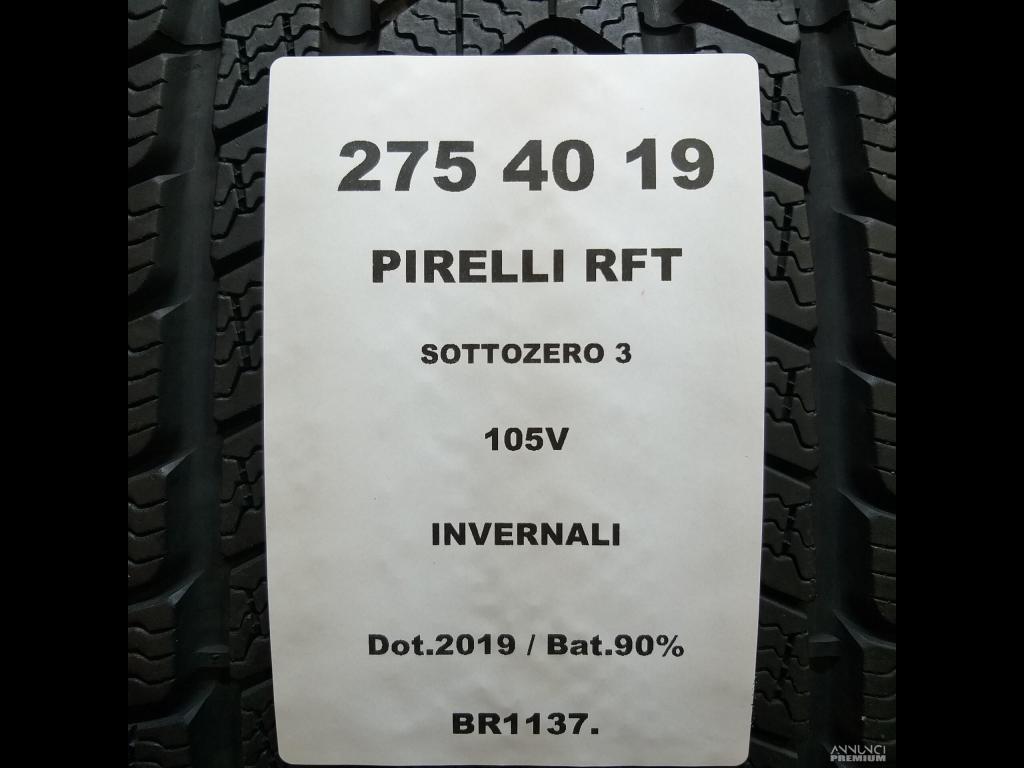 275 40 19
PIRELLI RFT
SOTTOZERO 3
105V
INVERNALI
Dot.2019 / Bat.90%
BR1137.
ANNUNCI
PREMIUM